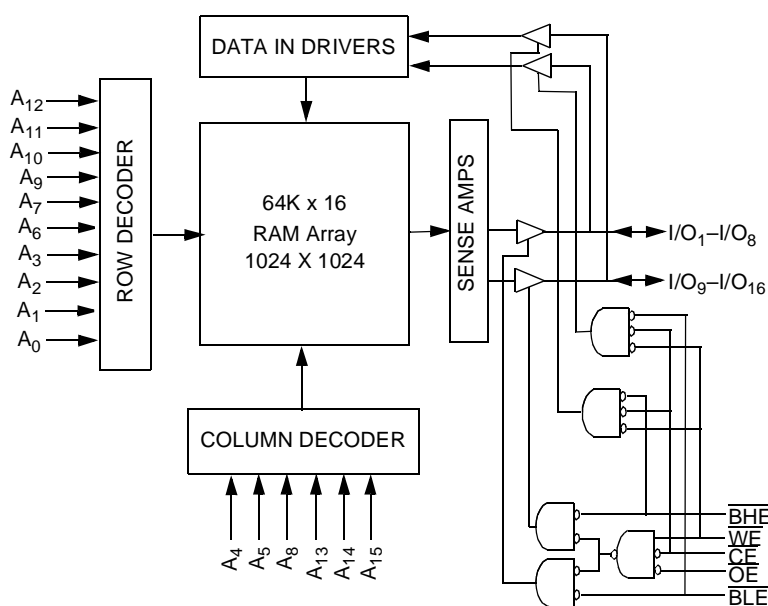 DATA IN DRIVERS
A12
A11
A10
A9
A7
A6
A3
A2
A1
A0
ROW DECODER
64K x 16
RAM Array
1024 X 1024
SENSE AMPS
I/O1–I/O8
I/O9–I/O16
COLUMN DECODER
A4
A5
A8
A13
A14
A15
BHE
WE
CE
OE
BLE